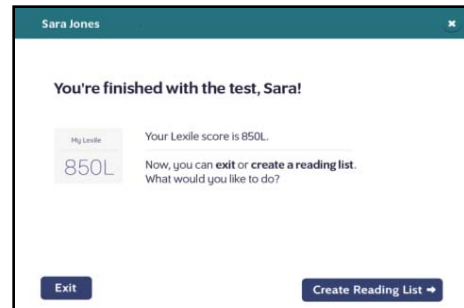 Sara Jones
×
You're finished with the test, Sara!
My Lexile
850L
Your Lexile score is 850L.
Now, you can exit or create a reading list.
What would you like to do?
Exit
Create Reading List →